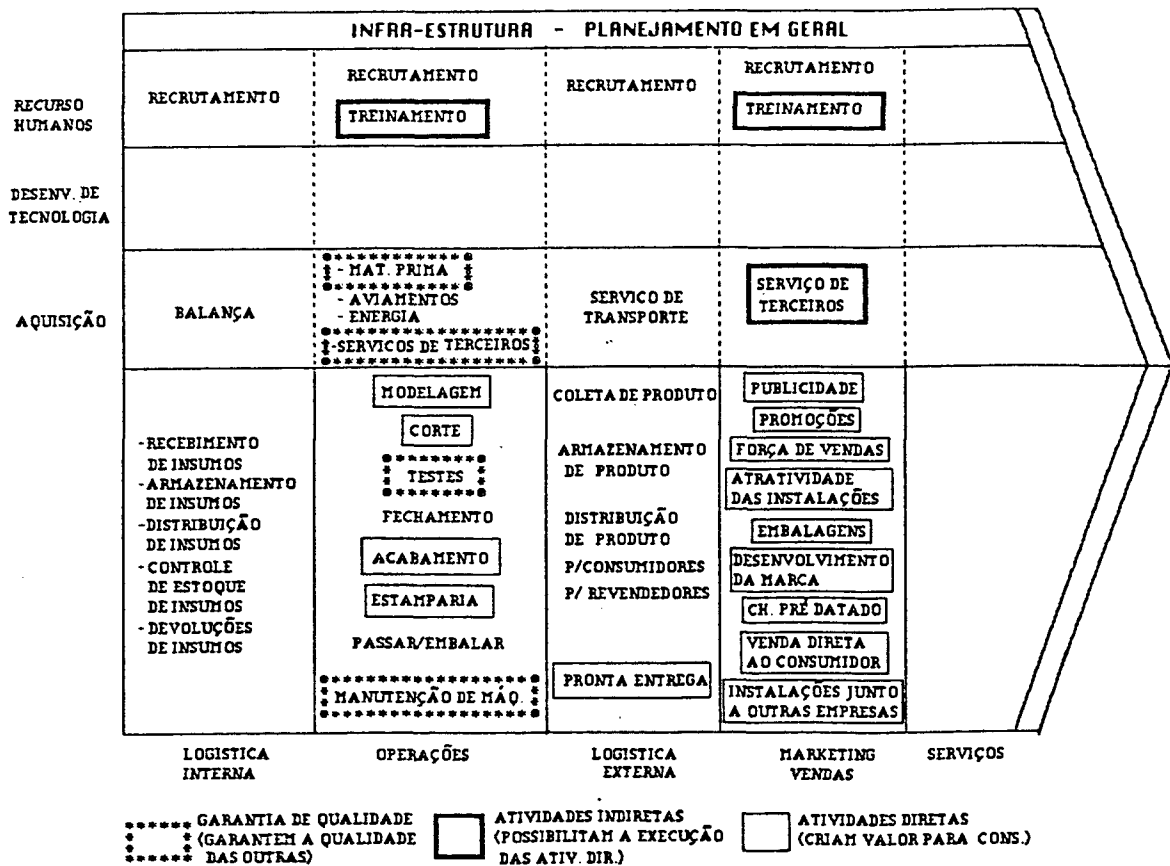 INFRA-ESTRUTURA - PLANEJAMENTO EM GERAL
RECURSO
HUMANOS
RECRUTAMENTO
RECRUTAMENTO
TREINAMENTO
RECRUTAMENTO
RECRUTAMENTO
TREINAMENTO
DESENV. DE
TECNOLOGIA
AQUISIÇÃO
BALANÇA
- MAT. PRIMA
- AVIAMENTOS
- ENERGIA
-SERVICOS DE TERCEIROS
SERVICO DE
TRANSPORTE
SERVIÇO DE
TERCEIROS
-RECEBIMENTO
DE INSUMOS
-ARMAZENAMENTO
DE INSUMOS
-DISTRIBUIÇÃO
DE INSUMOS
-CONTROLE
DE ESTOQUE
DE INSUMOS
-DEVOLUÇÕES
DE INSUMOS
MODELAGEM
CORTE
TESTES
FECHAMENTO
ACABAMENTO
ESTAMPARIA
PASSAR/EMBALAR
MANUTENÇÃO DE MÁQ.
COLETA DE PRODUTO
ARMAZENAMENTO
DE PRODUTO
DISTRIBUIÇÃO
DE PRODUTO
P/CONSUMIDORES
P/ REVENDEDORES
PRONTA ENTREGA
PUBLICIDADE
PROMOÇÕES
FORÇA DE VENDAS
ATRATIVIDADE
DAS INSTALAÇÕES
EMBALAGENS
DESENVOLVIMENTO
DA MARCA
CH. PRÉ DATADO
VENDA DIRETA
AO CONSUMIDOR
INSTALAÇÕES JUNTO
A OUTRAS EMPRESAS
LOGISTICA
INTERNA
OPERAÇÕES
LOGISTICA
EXTERNA
MARKETING
VENDAS
SERVIÇOS
GARANTIA DE QUALIDADE
(GARANTEM A QUALIDADE
DAS OUTRAS)
ATIVIDADES INDIRETAS
(POSSIBILITAM A EXECUÇÃO
DAS ATIV. DIR.)
ATIVIDADES DIRETAS
(CRIAM VALOR PARA CONS.)